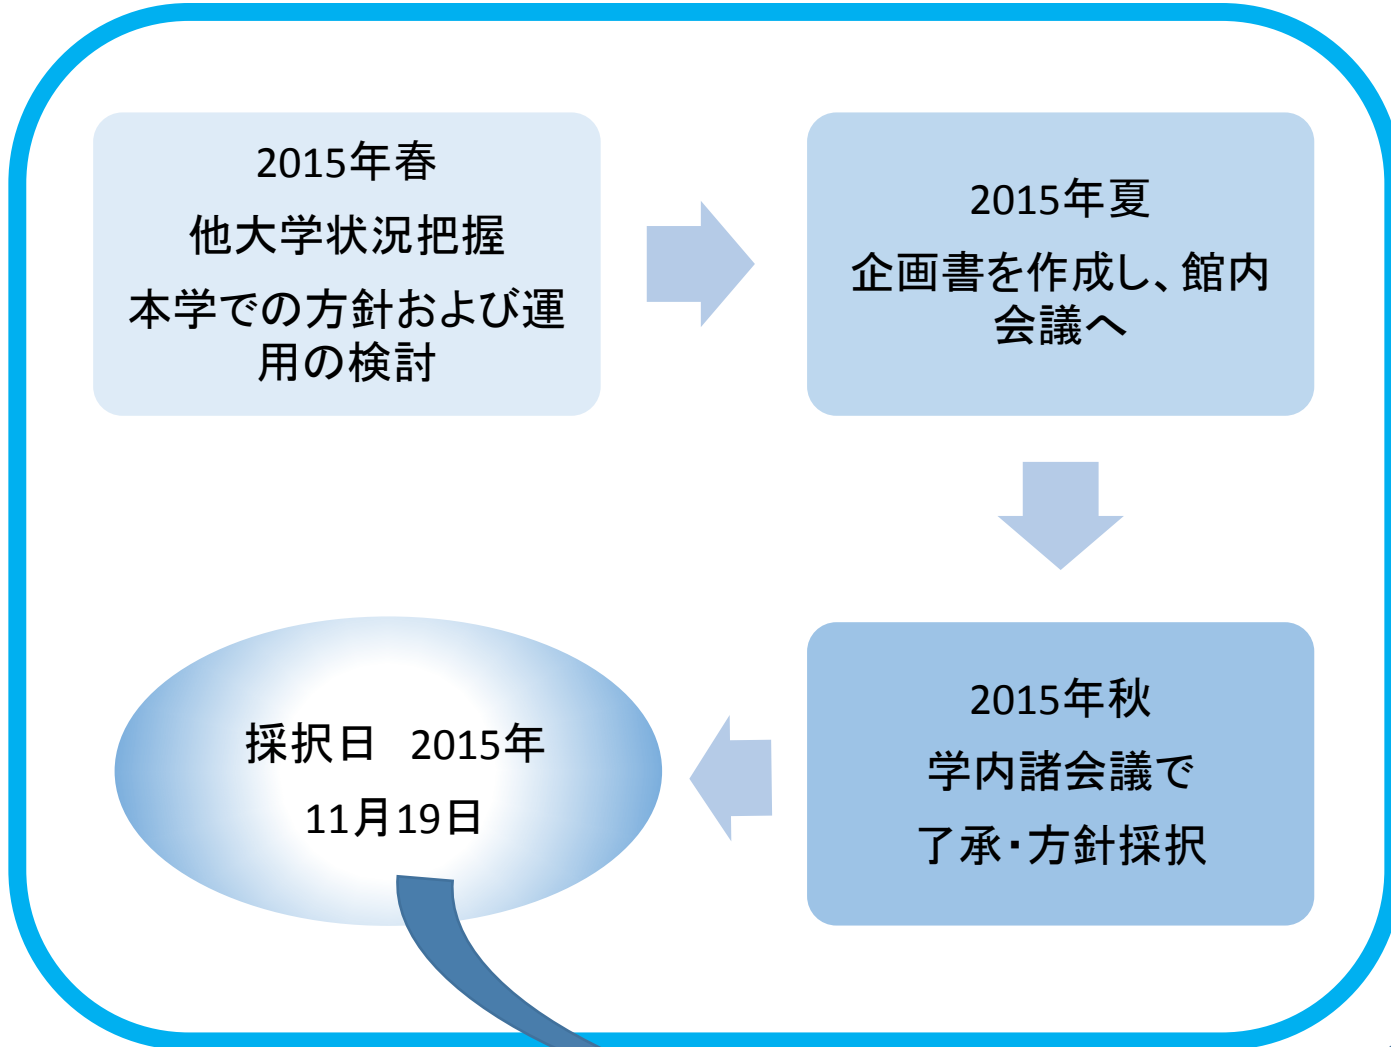 2015年春
他大学状況把握
本学での方針および運
用の検討
2015年夏
企画書を作成し、館内
会議へ
2015年秋
学内諸会議で
了承・方針採択
採択日　2015年
11月19日